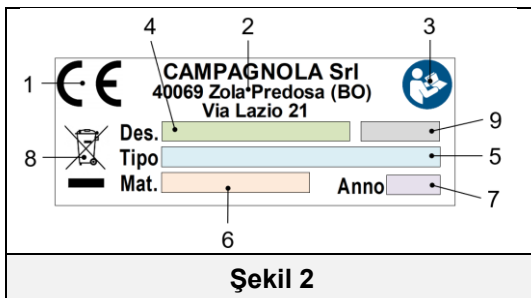 4 2 3
1 CE CAMPAGNOLA Srl
40069 Zola Predosa (BO)
Via Lazio 21
Des. 9
8 Tipo 5
Mat. Anno 7
6
Şekil 2